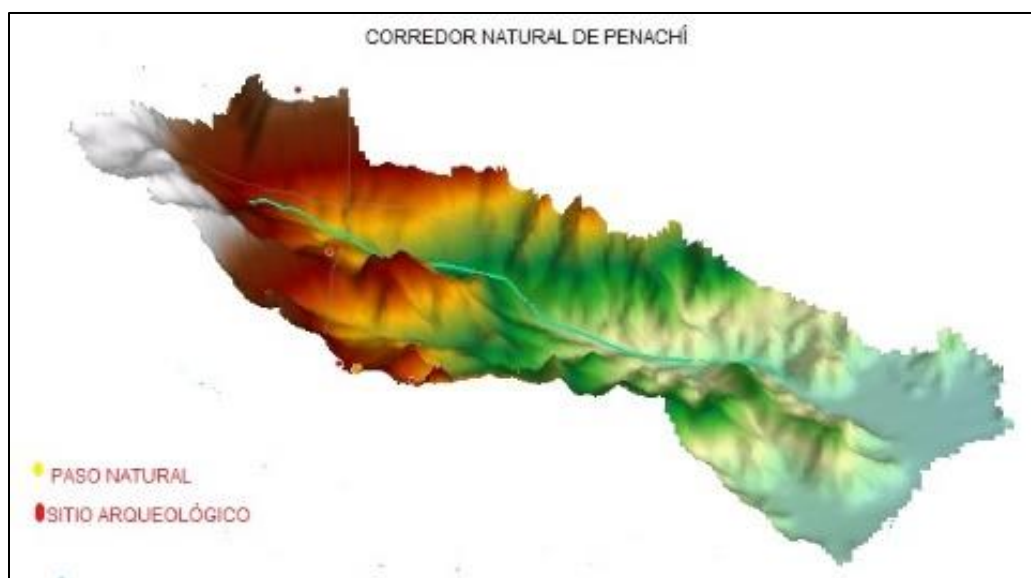 CORREDOR NATURAL DE PENACHÍ
PASO NATURAL
SITIO ARQUEOLÓGICO